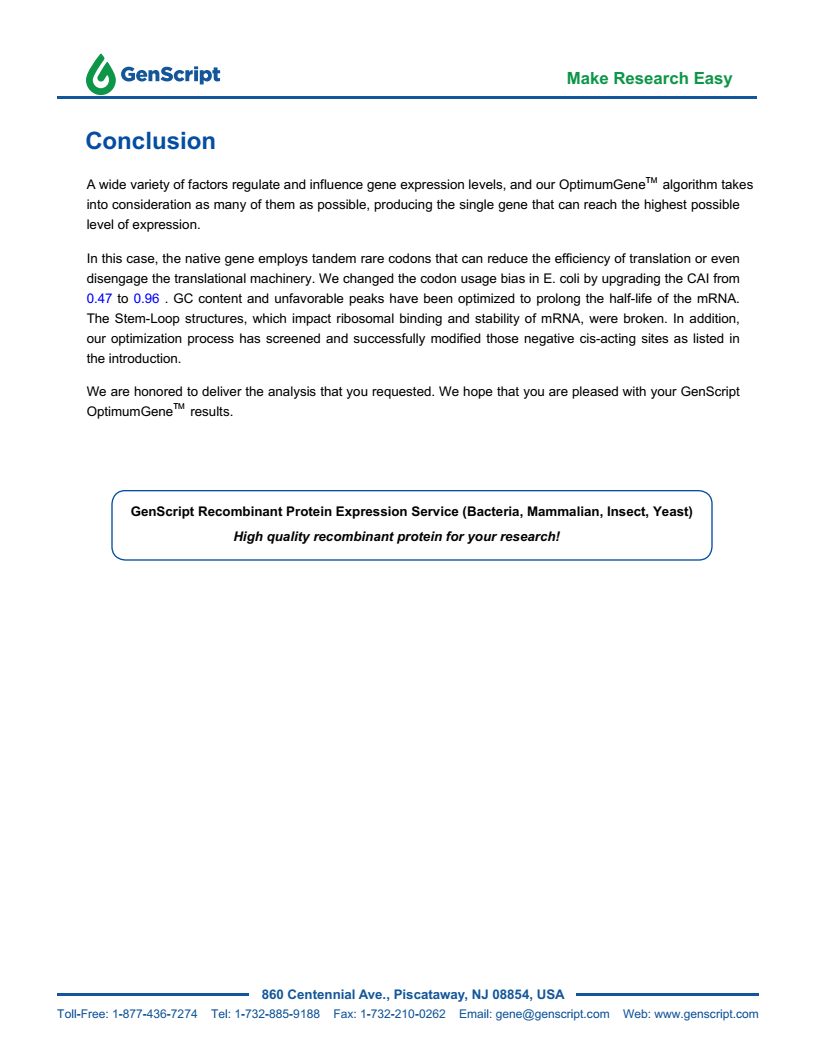 GenScript
Make Research Easy
Conclusion
A wide variety of factors regulate and influence gene expression levels, and our OptimumGene™ algorithm takes
into consideration as many of them as possible, producing the single gene that can reach the highest possible
level of expression.
In this case, the native gene employs tandem rare codons that can reduce the efficiency of translation or even
disengage the translational machinery. We changed the codon usage bias in E. coli by upgrading the CAI from
0.47 to 0.96 . GC content and unfavorable peaks have been optimized to prolong the half-life of the mRNA.
The Stem-Loop structures, which impact ribosomal binding and stability of mRNA, were broken. In addition,
our optimization process has screened and successfully modified those negative cis-acting sites as listed in
the introduction.
We are honored to deliver the analysis that you requested. We hope that you are pleased with your GenScript
OptimumGene™ results.
GenScript Recombinant Protein Expression Service (Bacteria, Mammalian, Insect, Yeast)
High quality recombinant protein for your research!
860 Centennial Ave., Piscataway, NJ 08854, USA
Toll-Free: 1-877-436-7274 Tel: 1-732-885-9188 Fax: 1-732-210-0262 Email: gene@genscript.com Web: www.genscript.com